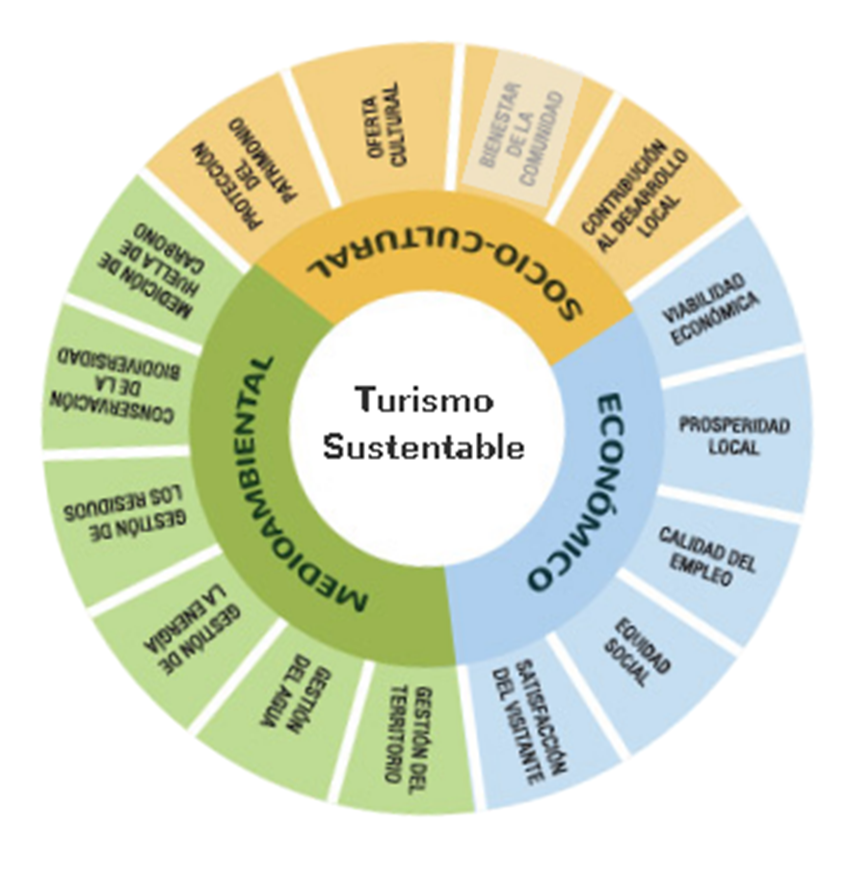 Turismo
Sustentable
SOCIO-CULTURAL
PROTECCIÓN
DEL
PATRIMONIO
OFERTA
CULTURAL
BIENESTAR
DE LA
COMUNIDAD
CONTRIBUCIÓN
AL DESARROLLO
LOCAL
ECONÓMICO
VIABILIDAD
ECONÓMICA
PROSPERIDAD
LOCAL
CALIDAD DEL
EMPLEO
EQUIDAD
SOCIAL
SATISFACCIÓN
DEL VISITANTE
MEDIOAMBIENTAL
GESTIÓN DEL
TERRITORIO
GESTIÓN
DEL AGUA
GESTIÓN DE
LA ENERGÍA
GESTIÓN DE
LOS RESIDUOS
CONSERVACIÓN
DE LA
BIODIVERSIDAD
MEDICIÓN DE
HUELLA DE
CARBONO